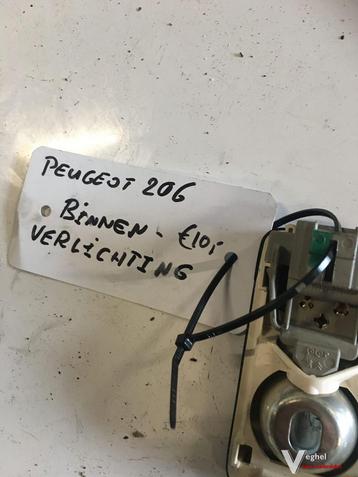 PEUGEOT 206
BINNEN - €10,-
VERLICHTING
Veghel